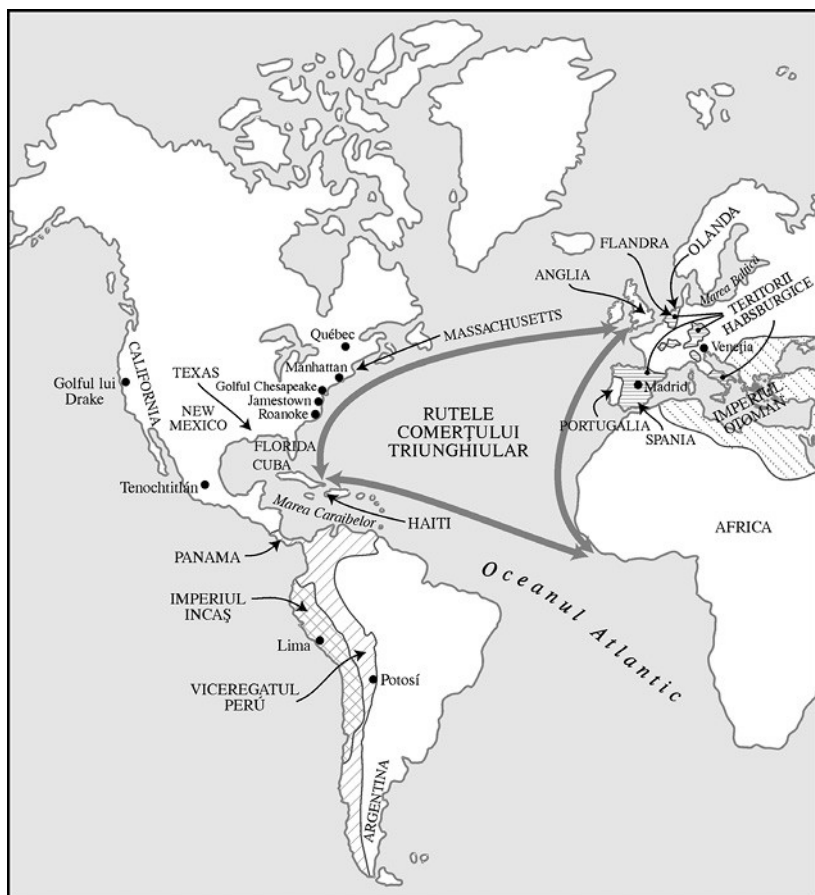 OLANDA
FLANDRA
Marea Baltică
ANGLIA
TERITORII
HABSBURGICE
Québec
MASSACHUSETTS
Veneția
Manhattan
TEXAS
Golful Chesapeake
Golful lui
Drake
CALIFORNIA
Jamestown
Madrid
NEW
MEXICO
Roanoke
RUTELE
COMERŢULUI
TRIUNGHIULAR
PORTUGALIA
SPANIA
IMPERIUL
OTOMAN
FLORIDA
CUBA
Tenochtitlán
Marea Caraibelor
HAITI
AFRICA
PANAMA
Oceanul Atlantic
IMPERIUL
INCAŞ
Lima
VICEREGATUL
PERÚ
Potosí
ARGENTINA